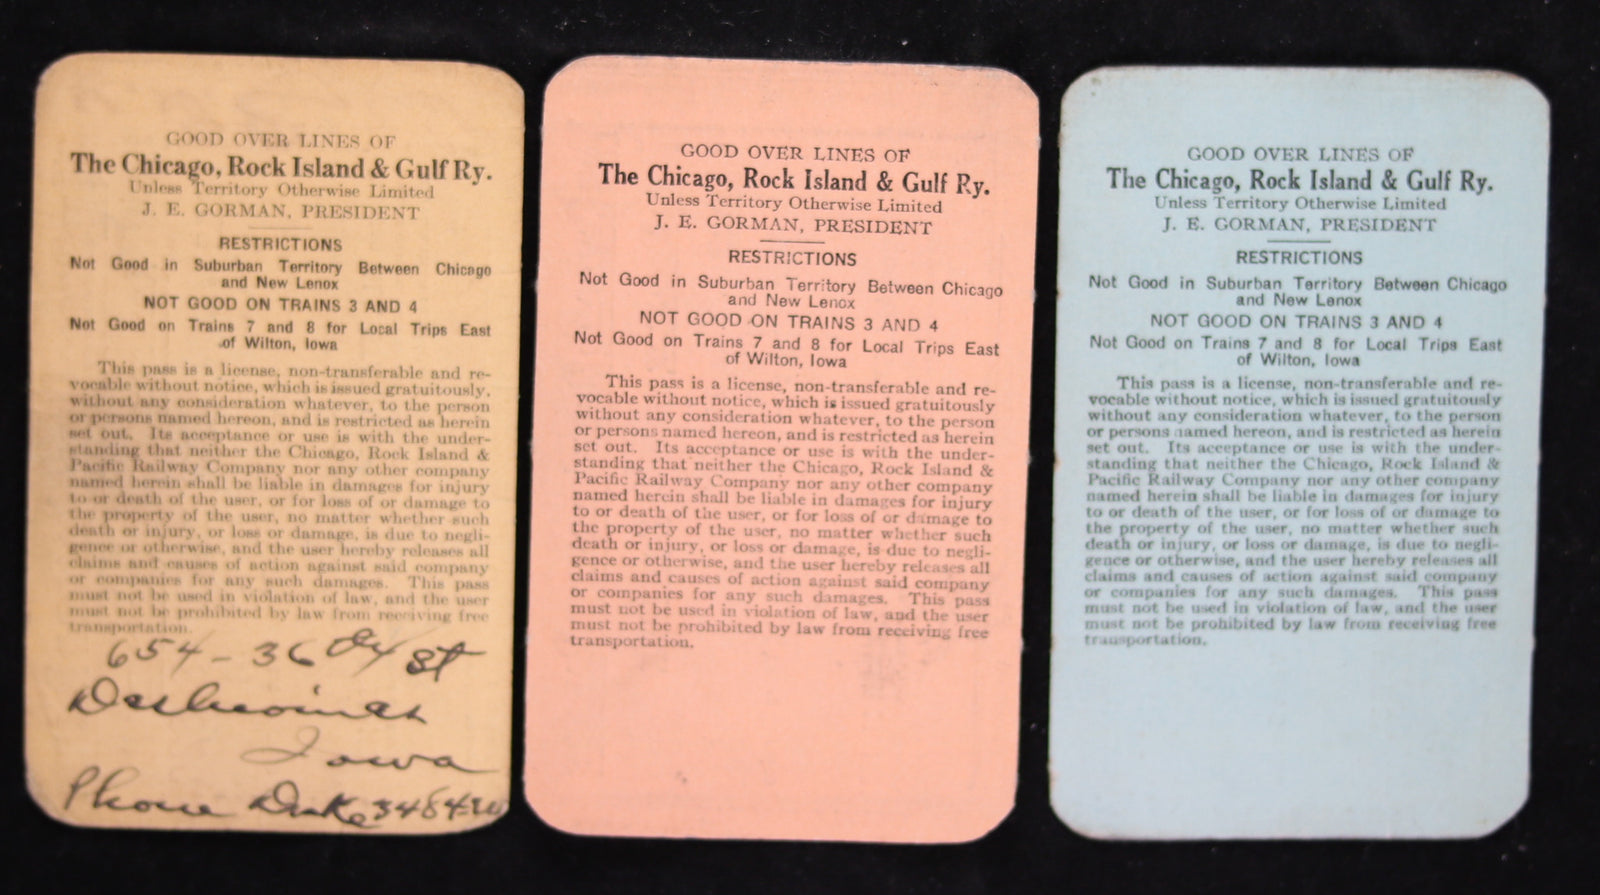 GOOD OVER LINES OF
The Chicago, Rock Island & Gulf Ry.
Unless Territory Otherwise Limited
J. E. GORMAN, PRESIDENT
RESTRICTIONS
Not Good in Suburban Territory Between Chicago
and New Lenox
NOT GOOD ON TRAINS 3 AND 4
Not Good on Trains 7 and 8 for Local Trips East
of Wilton, Iowa
This pass is a license, non-transferable and re-
vocable without notice, which is issued gratuitously,
without any consideration whatever, to the person
or persons named hereon, and is restricted as herein
set out. Its acceptance or use is with the under-
standing that neither the Chicago, Rock Island &
Pacific Railway Company nor any other company
named herein shall be liable in damages for injury
to or death of the user, or for loss of or damage to
the property of the user, no matter whether such
death or injury, or loss or damage, is due to negli-
gence or otherwise, and the user hereby releases all
claims and causes of action against said company
or companies for any such damages. This pass
must not be used in violation of law, and the user
must not be prohibited by law from receiving free
transportation.
654 - 36 St
Desmoines
Iowa
Phone Drake 3484-W
GOOD OVER LINES OF
The Chicago, Rock Island & Gulf Ry.
Unless Territory Otherwise Limited
J. E. GORMAN, PRESIDENT
RESTRICTIONS
Not Good in Suburban Territory Between Chicago
and New Lenox
NOT GOOD ON TRAINS 3 AND 4
Not Good on Trains 7 and 8 for Local Trips East
of Wilton, Iowa
This pass is a license, non-transferable and re-
vocable without notice, which is issued gratuitously
without any consideration whatever, to the person
or persons named hereon, and is restricted as herein
set out. Its acceptance or use is with the under-
standing that neither the Chicago, Rock Island &
Pacific Railway Company nor any other company
named herein shall be liable in damages for injury
to or death of the user, or for loss of or damage to
the property of the user, no matter whether such
death or injury, or loss or damage, is due to negli-
gence or otherwise, and the user hereby releases all
claims and causes of action against said company
or companies for any such damages. This pass
must not be used in violation of law, and the user
must not be prohibited by law from receiving free
transportation.
GOOD OVER LINES OF
The Chicago, Rock Island & Gulf Ry.
Unless Territory Otherwise Limited
J. E. GORMAN, PRESIDENT
RESTRICTIONS
Not Good in Suburban Territory Between Chicago
and New Lenox
NOT GOOD ON TRAINS 3 AND 4
Not Good on Trains 7 and 8 for Local Trips East
of Wilton, Iowa
This pass is a license, non-transferable and re-
vocable without notice, which is issued gratuitously
without any consideration whatever, to the person
or persons named hereon, and is restricted as herein
set out. Its acceptance or use is with the under-
standing that neither the Chicago, Rock Island &
Pacific Railway Company nor any other company
named herein shall be liable in damages for injury
to or death of the user, or for loss of or damage to
the property of the user, no matter whether such
death or injury, or loss or damage, is due to negli-
gence or otherwise, and the user hereby releases all
claims and causes of action against said company
or companies for any such damages. This pass
must not be used in violation of law, and the user
must not be prohibited by law from receiving free
transportation.